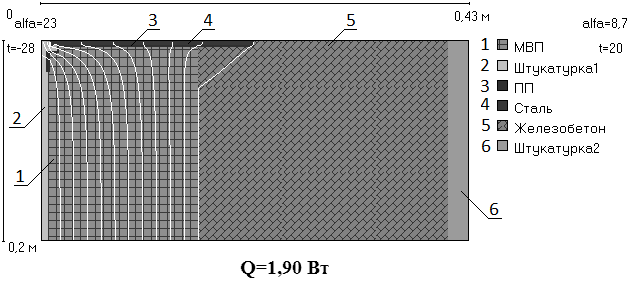 0
0,43 м
alfa=23
3
4
5
alfa=8,7
t=-28
t=20
1 МВП
2 Штукатурка1
3 ПП
4 Сталь
5 Железобетон
6 Штукатурка2
2
1
6
0,2 м
Q=1,90 Вт